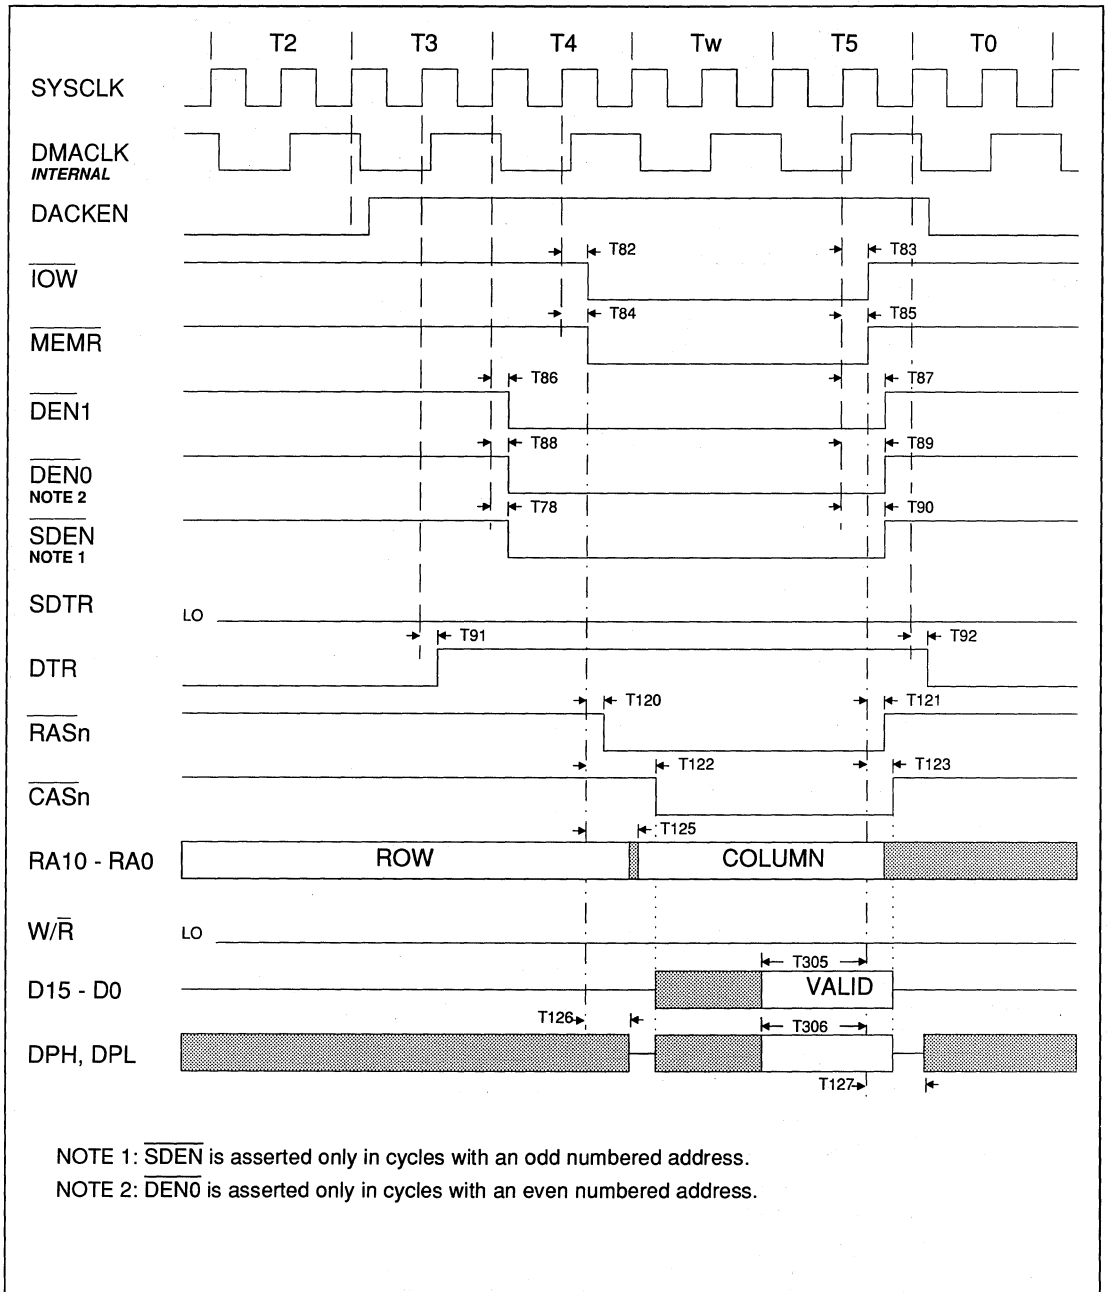 T2 T3 T4 Tw T5 T0
SYSCLK
DMACLK
INTERNAL
DACKEN
T82 T83
IOW
T84 T85
MEMR
T86 T87
DEN1
T88 T89
DEN0
NOTE 2
T78 T90
SDEN
NOTE 1
SDTR
LO
T91 T92
DTR
T120 T121
RASn
T122 T123
CASn
T125
RA10 - RA0 ROW COLUMN
W/R LO
T305
D15 - D0 VALID
T126 T306
DPH, DPL
T127
NOTE 1: SDEN is asserted only in cycles with an odd numbered address.
NOTE 2: DEN0 is asserted only in cycles with an even numbered address.